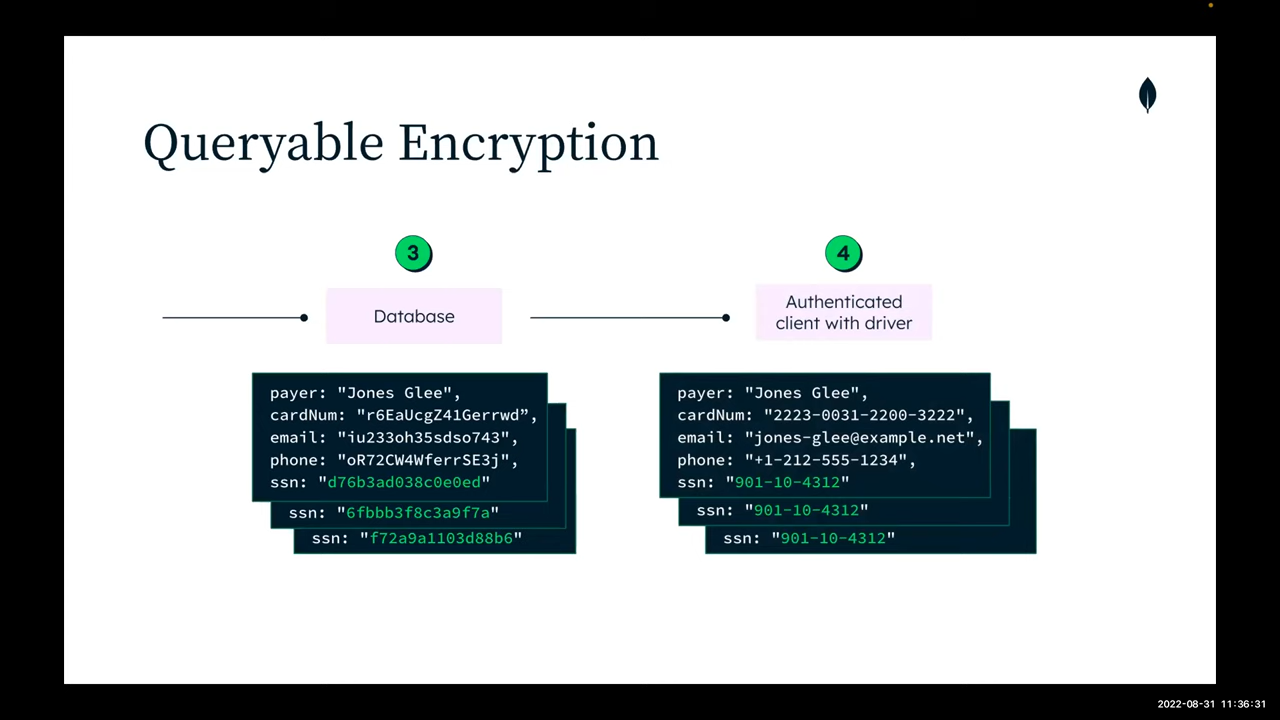 Queryable Encryption
3
Database
payer: "Jones Glee",
cardNum: "r6EaUcgZ41Gerrwd”,
email: "iu233oh35sdso743",
phone: "oR72CW4WferrSE3j",
ssn: "d76b3ad038c0e0ed"
ssn: "6fbbb3f8c3a9f7a"
ssn: "f72a9a1103d88b6"
4
Authenticated
client with driver
payer: "Jones Glee",
cardNum: "2223-0031-2200-3222",
email: "jones-glee@example.net",
phone: "+1-212-555-1234",
ssn: "901-10-4312"
ssn: "901-10-4312"
ssn: "901-10-4312"
2022-08-31 11:36:31